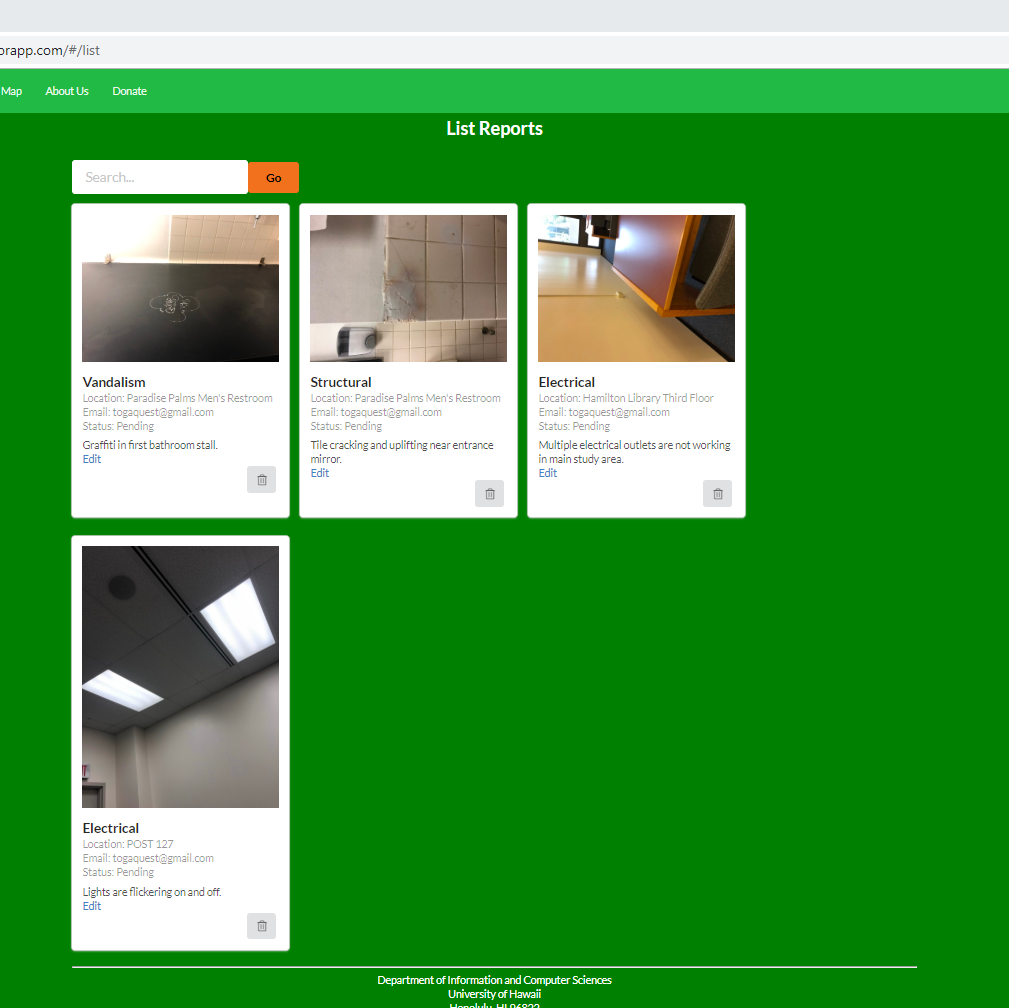 orapp.com/#/list
Map About Us Donate
List Reports
Search... Go
Vandalism
Location: Paradise Palms Men's Restroom
Email: togaquest@gmail.com
Status: Pending
Graffiti in first bathroom stall.
Edit
Structural
Location: Paradise Palms Men's Restroom
Email: togaquest@gmail.com
Status: Pending
Tile cracking and uplifting near entrance
mirror.
Edit
Electrical
Location: Hamilton Library Third Floor
Email: togaquest@gmail.com
Status: Pending
Multiple electrical outlets are not working
in main study area.
Edit
Electrical
Location: POST 127
Email: togaquest@gmail.com
Status: Pending
Lights are flickering on and off.
Edit
Department of Information and Computer Sciences
University of Hawaii
Honolulu, HI 96822